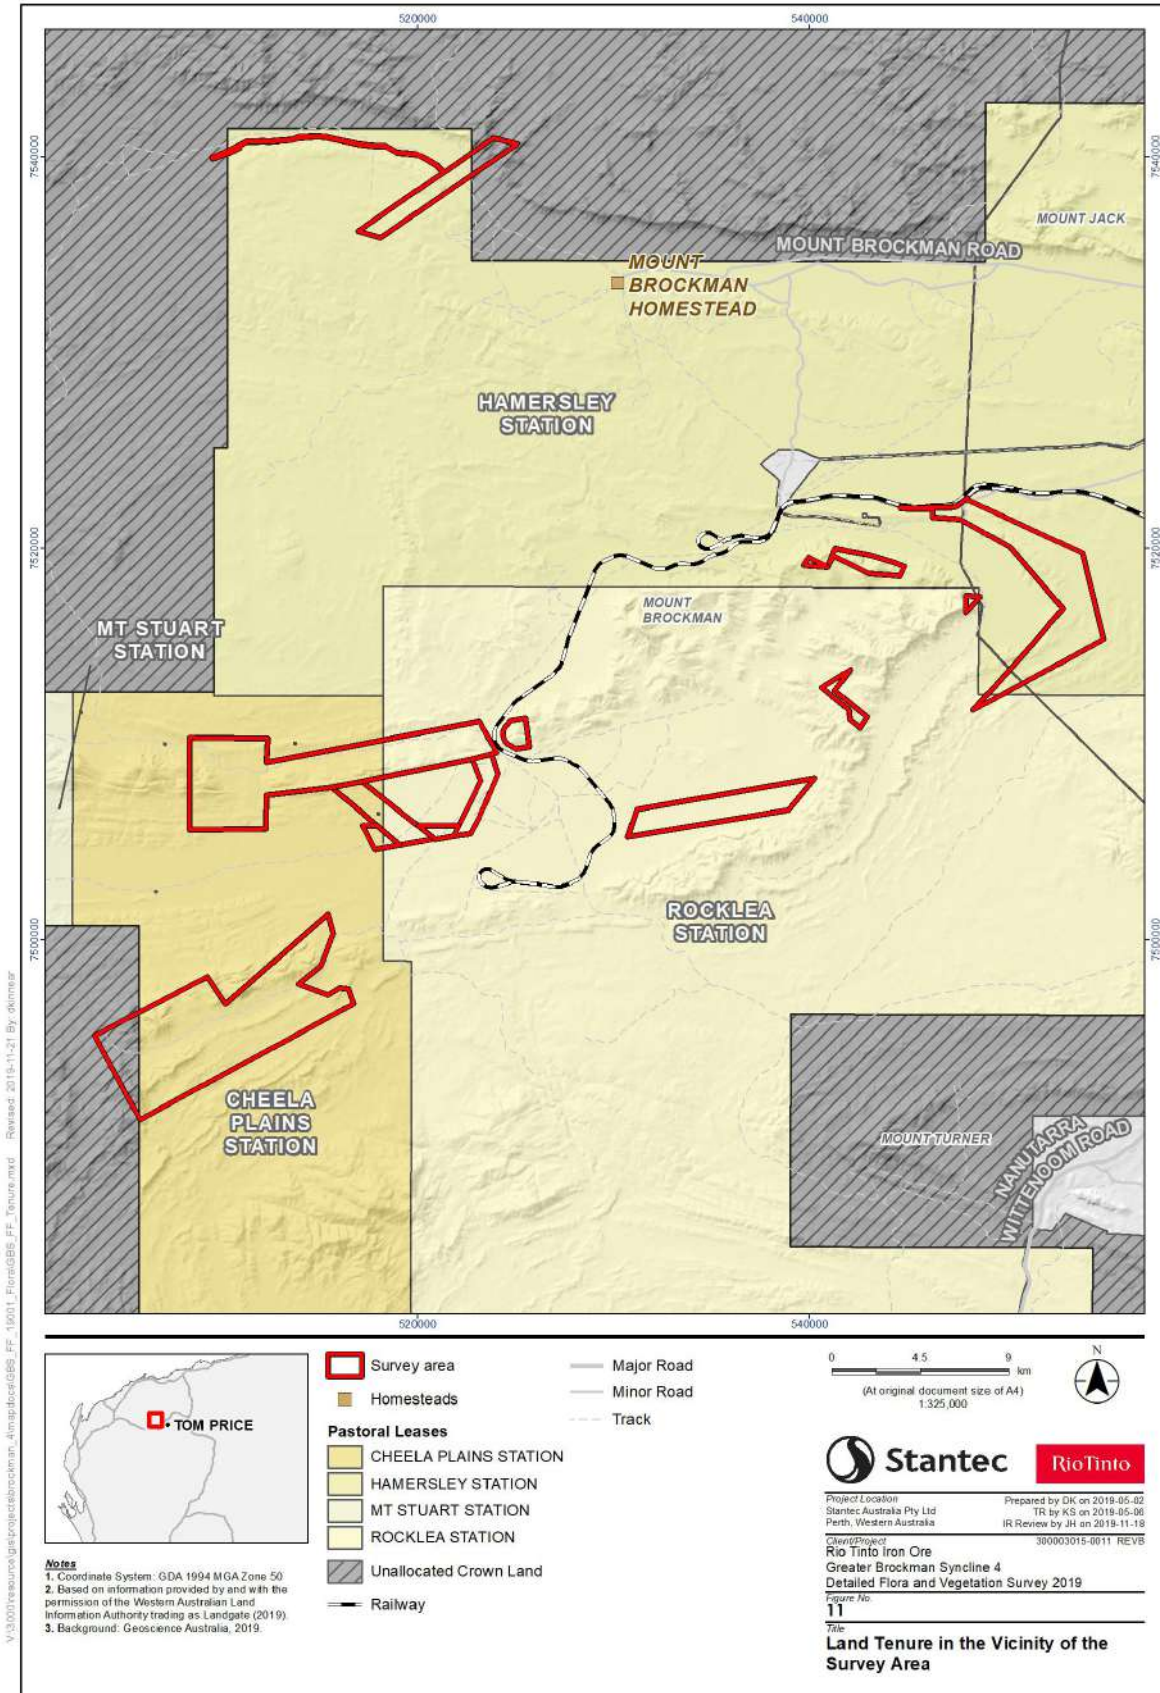 520000
540000
7540000
7540000
MOUNT JACK
MOUNT BROCKMAN ROAD
MOUNT
BROCKMAN
HOMESTEAD
HAMERSLEY
STATION
7520000
7520000
MOUNT
BROCKMAN
MT STUART
STATION
ROCKLEA
STATION
7500000
7500000
CHEELA
PLAINS
STATION
MOUNT TURNER
NANUTARRA
WITTENOOM ROAD
520000
540000
TOM PRICE
Survey area
Homesteads
Pastoral Leases
CHEELA PLAINS STATION
HAMERSLEY STATION
MT STUART STATION
ROCKLEA STATION
Unallocated Crown Land
Railway
Major Road
Minor Road
Track
0 4.5 9
km
(At original document size of A4)
1:325,000
N
Stantec
RioTinto
Project Location
Stantec Australia Pty Ltd
Perth, Western Australia
Prepared by DK on 2019-05-02
TR by KS on 2019-05-06
IR Review by JH on 2019-11-18
Client/Project
300003015-0011 REVB
Rio Tinto Iron Ore
Greater Brockman Syncline 4
Detailed Flora and Vegetation Survey 2019
Figure No.
11
Title
Land Tenure in the Vicinity of the
Survey Area
Notes
1. Coordinate System: GDA 1994 MGA Zone 50
2. Based on information provided by and with the
permission of the Western Australian Land
Information Authority trading as Landgate (2019).
3. Background: Geoscience Australia, 2019.
Revised: 2019-11-21 By: dkinnear